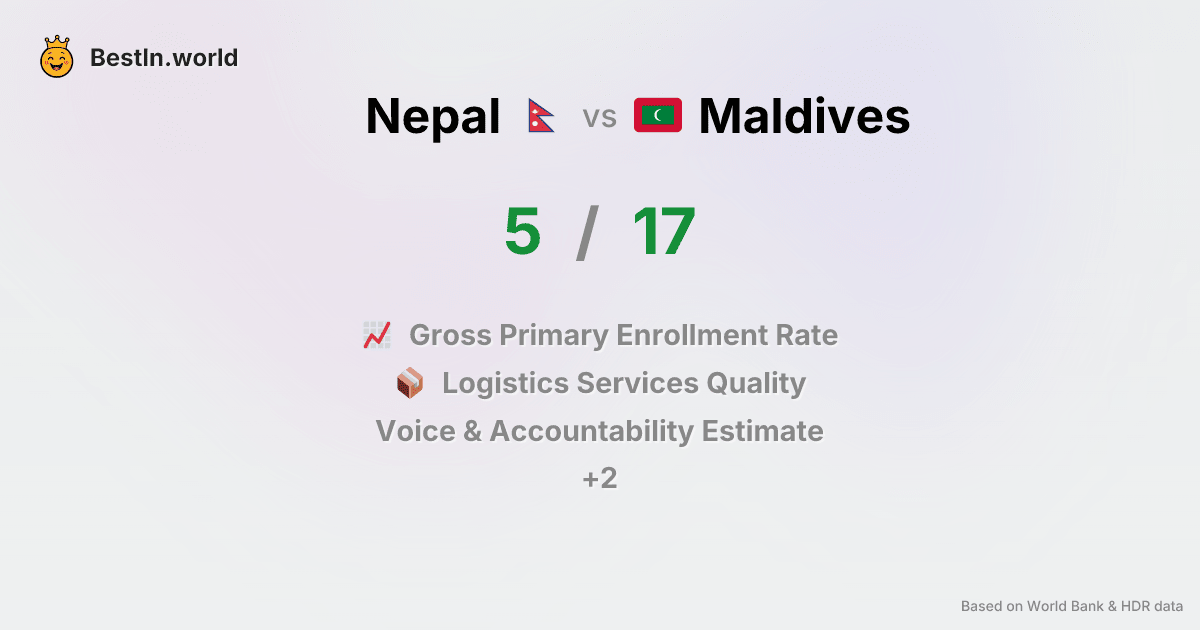 BestIn.world
Nepal vs Maldives
5 / 17
Gross Primary Enrollment Rate
Logistics Services Quality
Voice & Accountability Estimate
+2
Based on World Bank & HDR data